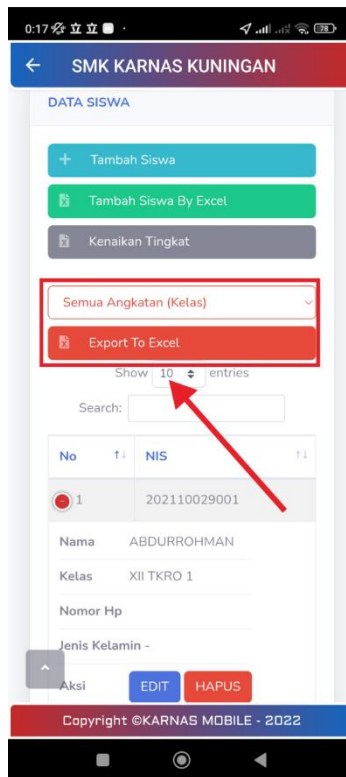 0:17
78
SMK KARNAS KUNINGAN
DATA SISWA
+ Tambah Siswa
Tambah Siswa By Excel
Kenaikan Tingkat
Semua Angkatan (Kelas)
Export To Excel
Show 10 entries
Search:
No NIS
1 202110029001
Nama ABDURROHMAN
Kelas XII TKRO 1
Nomor Hp
Jenis Kelamin -
Aksi EDIT HAPUS
Copyright ©KARNAS MOBILE - 2022